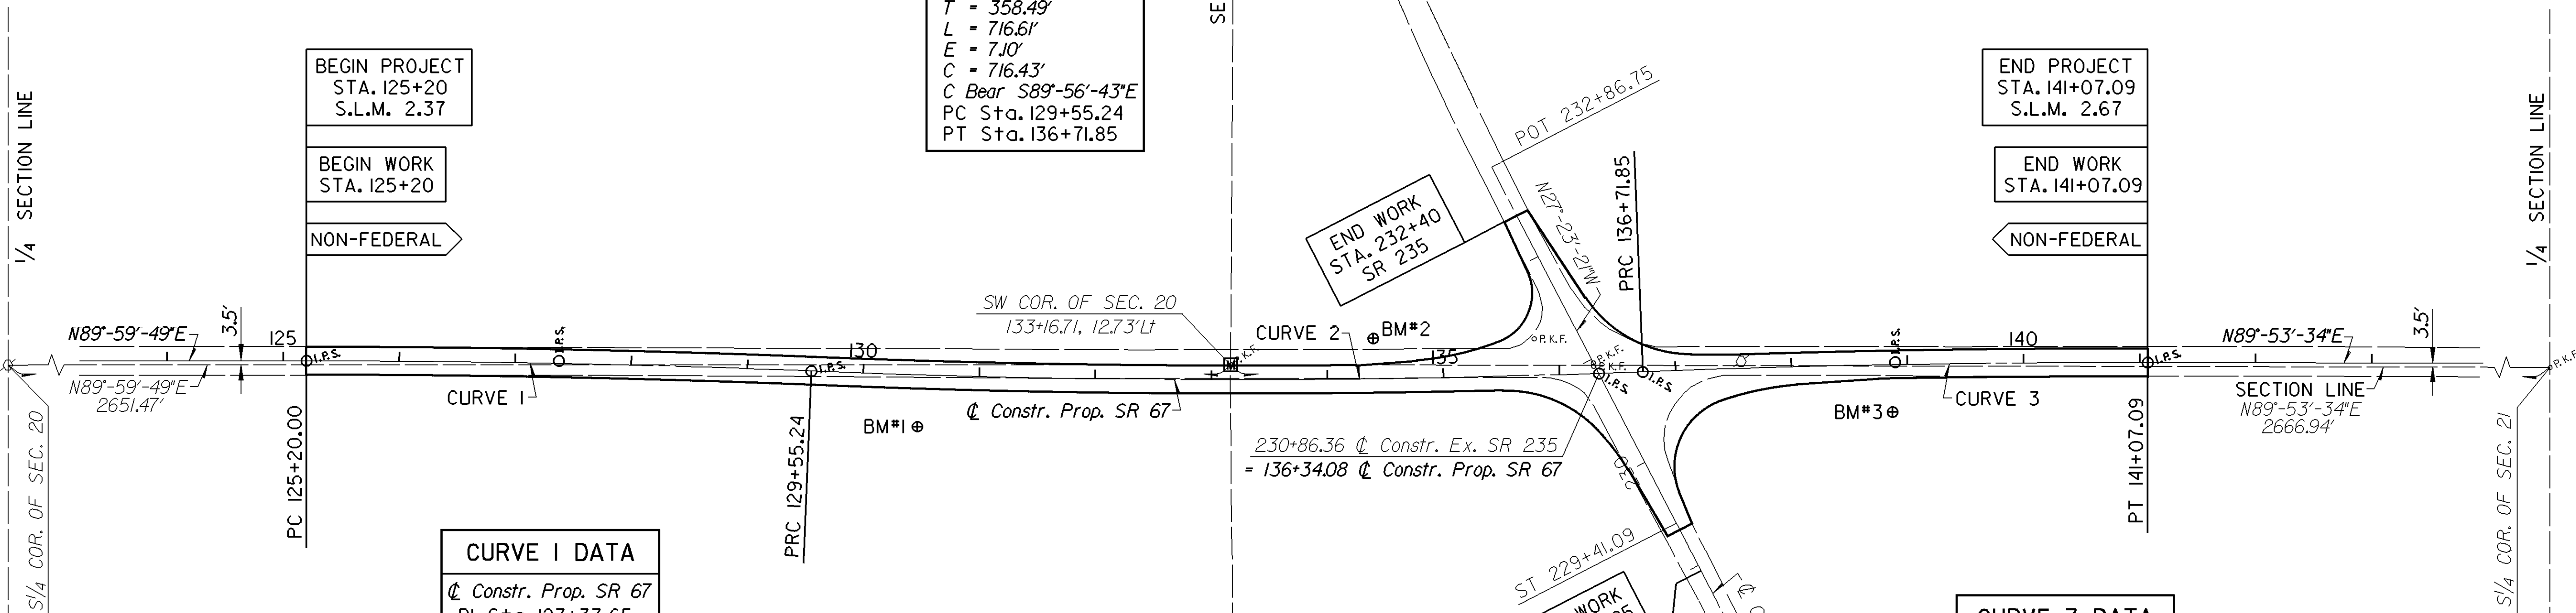 T = 358.49'
L = 716.61'
E = 7.10'
C = 716.43'
C Bear S89°-56'-43"E
PC Sta. 129+55.24
PT Sta. 136+71.85
SE
1/4 SECTION LINE
BEGIN PROJECT
STA. 125+20
S.L.M. 2.37
BEGIN WORK
STA. 125+20
NON-FEDERAL
END PROJECT
STA. 141+07.09
S.L.M. 2.67
END WORK
STA. 141+07.09
NON-FEDERAL
1/4 SECTION LINE
POT 232+86.75
END WORK
STA. 232+40
SR 235
N27°-23'-21"W
PRC 136+71.85
SW COR. OF SEC. 20
133+16.71, 12.73'Lt
N89°-59'-49"E
3.5'
125
I.P.S.
I.P.S.
130
I.P.S.
P.K.F.
CURVE 2
BM#2
135
P.K.F.
P.K.F.
P.K.F.
I.P.S.
I.P.S.
I.P.S.
140
I.P.S.
N89°-53'-34"E
3.5'
P.K.F.
N89°-59'-49"E
2651.47'
CURVE 1
BM#1
℄ Constr. Prop. SR 67
230+86.36 ℄ Constr. Ex. SR 235
= 136+34.08 ℄ Constr. Prop. SR 67
230
BM#3
CURVE 3
SECTION LINE
N89°-53'-34"E
2666.94'
S1/4 COR. OF SEC. 20
PC 125+20.00
PRC 129+55.24
PT 141+07.09
S1/4 COR. OF SEC. 21
CURVE 1 DATA
℄ Constr. Prop. SR 67
PI Sta. 127+37.65
ST 229+41.09
WORK
℄
CURVE 3 DATA